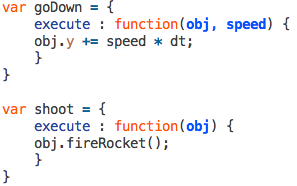 var goDown = {
    execute : function(obj, speed) {
    obj.y += speed * dt;
    }
}

var shoot = {
    execute : function(obj) {
    obj.fireRocket();
    }
}